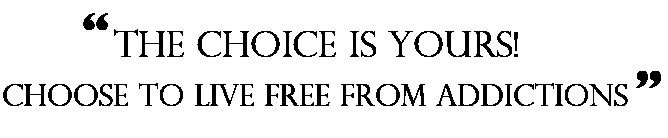 “THE CHOICE IS YOURS!
CHOOSE TO LIVE FREE FROM ADDICTIONS”